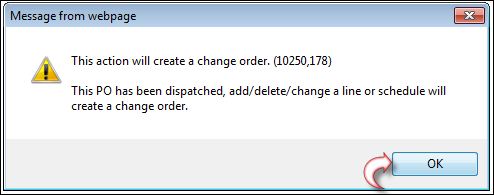 Message from webpage
This action will create a change order. (10250,178)
This PO has been dispatched, add/delete/change a line or schedule will
create a change order.
OK